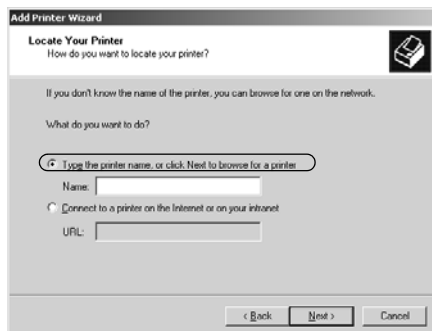 Add Printer Wizard
Locate Your Printer
How do you want to locate your printer?
If you don't know the name of the printer, you can browse for one on the network.
What do you want to do?
Type the printer name, or click Next to browse for a printer
Name:
Connect to a printer on the Internet or on your intranet
URL:
< Back Next > Cancel